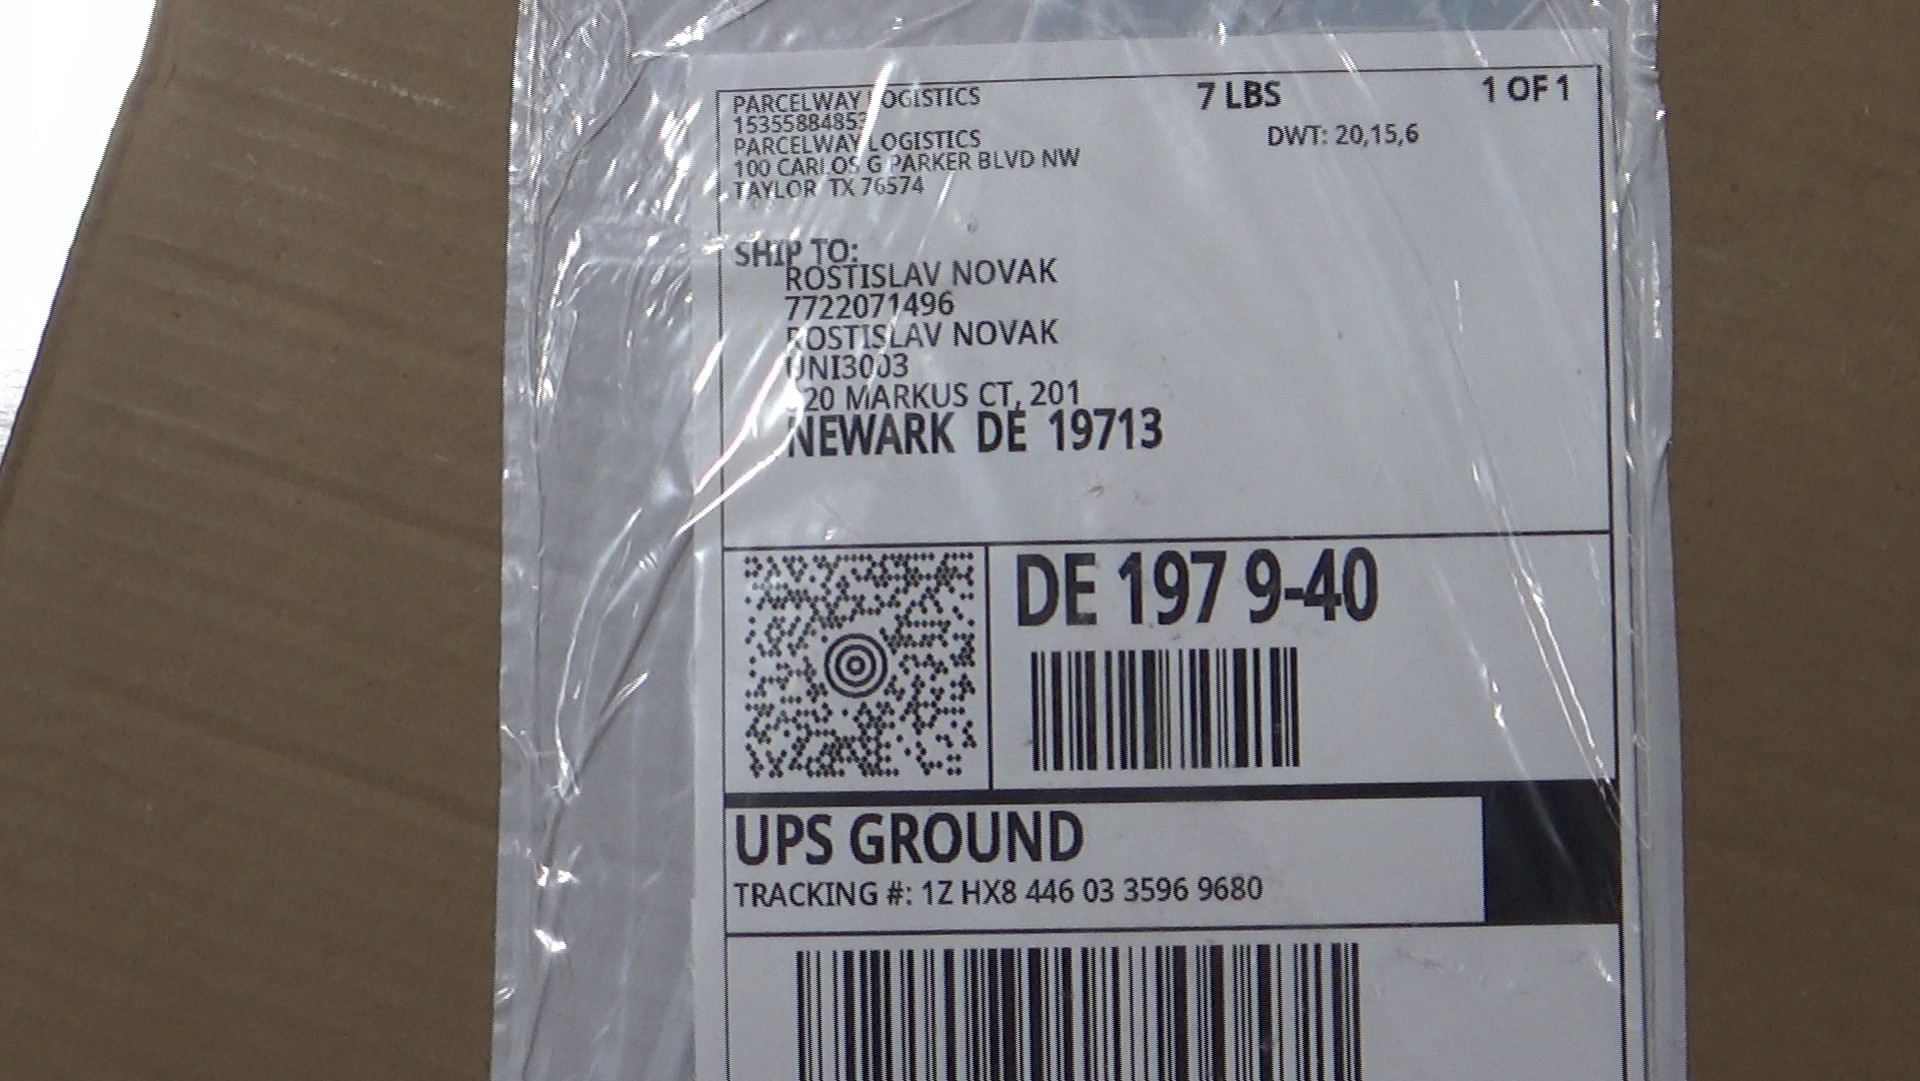 PARCELWAY LOGISTICS
7 LBS
1 OF 1
1535588485
DWT: 20,15,6
PARCELWAY LOGISTICS
100 CARLOS G PARKER BLVD NW
TAYLOR TX 76574
SHIP TO:
ROSTISLAV NOVAK
7722071496
ROSTISLAV NOVAK
UNI3003
20 MARKUS CT, 201
NEWARK DE 19713
DE 197 9-40
UPS GROUND
TRACKING #: 1Z HX8 446 03 3596 9680